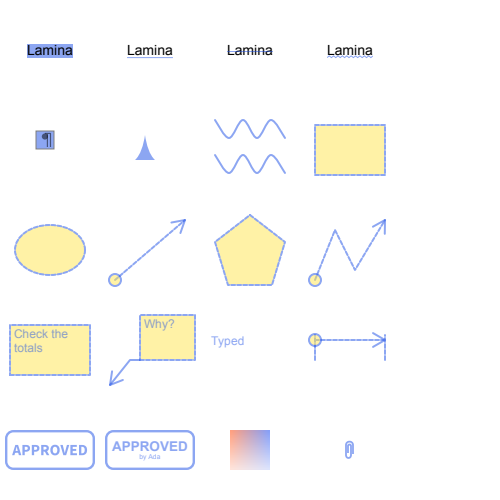 Lamina Lamina Lamina Lamina
¶
Why?
Check the
totals
Typed
APPROVED APPROVED
by Ada